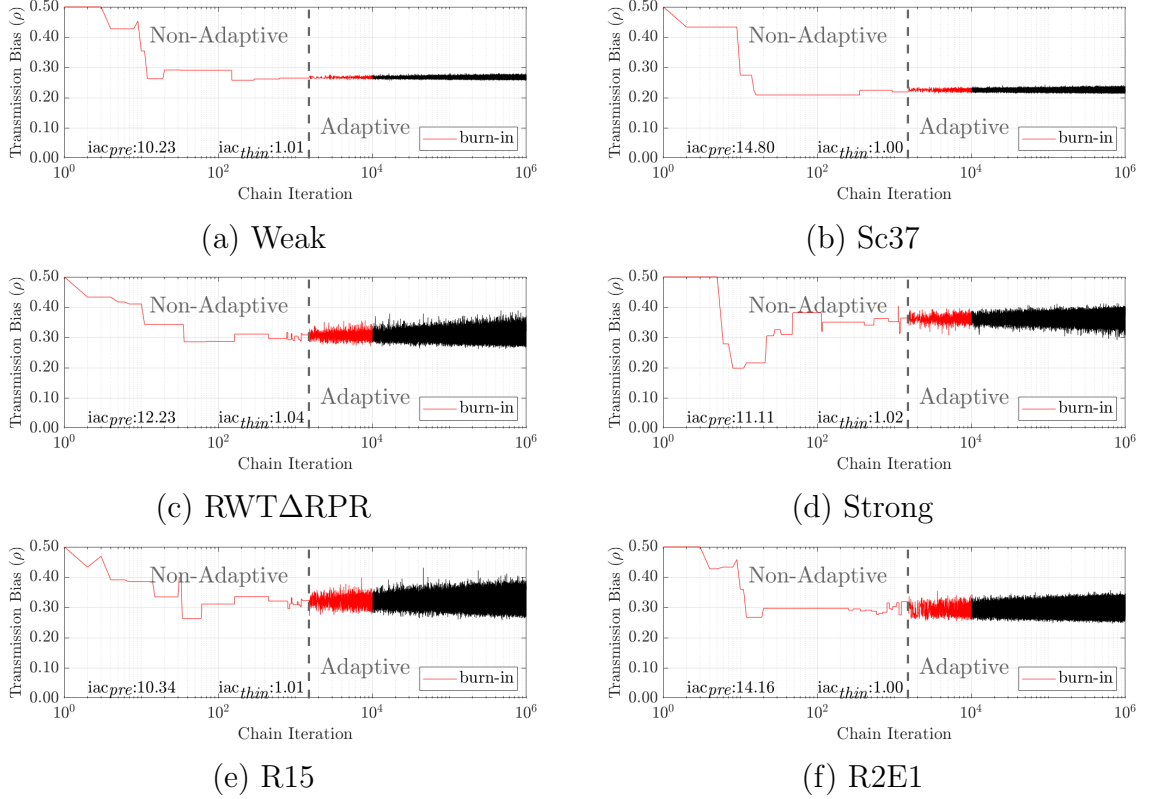 Transmission Bias (ρ)
0.50
0.40
0.30
0.20
0.10
0.00
Non-Adaptive
Adaptive
iac_pre:10.23
iac_thin:1.01
burn-in
10^0
10^2
10^4
10^6
Chain Iteration
(a) Weak
Transmission Bias (ρ)
0.50
0.40
0.30
0.20
0.10
0.00
Non-Adaptive
Adaptive
iac_pre:14.80
iac_thin:1.00
burn-in
10^0
10^2
10^4
10^6
Chain Iteration
(b) Sc37
Transmission Bias (ρ)
0.50
0.40
0.30
0.20
0.10
0.00
Non-Adaptive
Adaptive
iac_pre:12.23
iac_thin:1.04
burn-in
10^0
10^2
10^4
10^6
Chain Iteration
(c) RWTΔRPR
Transmission Bias (ρ)
0.50
0.40
0.30
0.20
0.10
0.00
Non-Adaptive
Adaptive
iac_pre:11.11
iac_thin:1.02
burn-in
10^0
10^2
10^4
10^6
Chain Iteration
(d) Strong
Transmission Bias (ρ)
0.50
0.40
0.30
0.20
0.10
0.00
Non-Adaptive
Adaptive
iac_pre:10.34
iac_thin:1.01
burn-in
10^0
10^2
10^4
10^6
Chain Iteration
(e) R15
Transmission Bias (ρ)
0.50
0.40
0.30
0.20
0.10
0.00
Non-Adaptive
Adaptive
iac_pre:14.16
iac_thin:1.00
burn-in
10^0
10^2
10^4
10^6
Chain Iteration
(f) R2E1